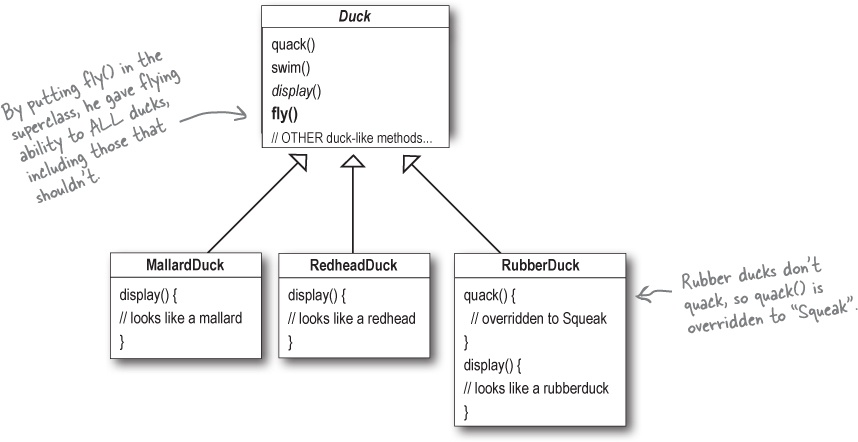 Duck
quack()
swim()
display()
fly()
// OTHER duck-like methods...
By putting fly() in the
superclass, he gave flying
ability to ALL ducks,
including those that
shouldn't.
MallardDuck
display() {
// looks like a mallard
}
RedheadDuck
display() {
// looks like a redhead
}
RubberDuck
quack() {
// overridden to Squeak
}
display() {
// looks like a rubberduck
}
Rubber ducks don't
quack, so quack() is
overridden to "Squeak".